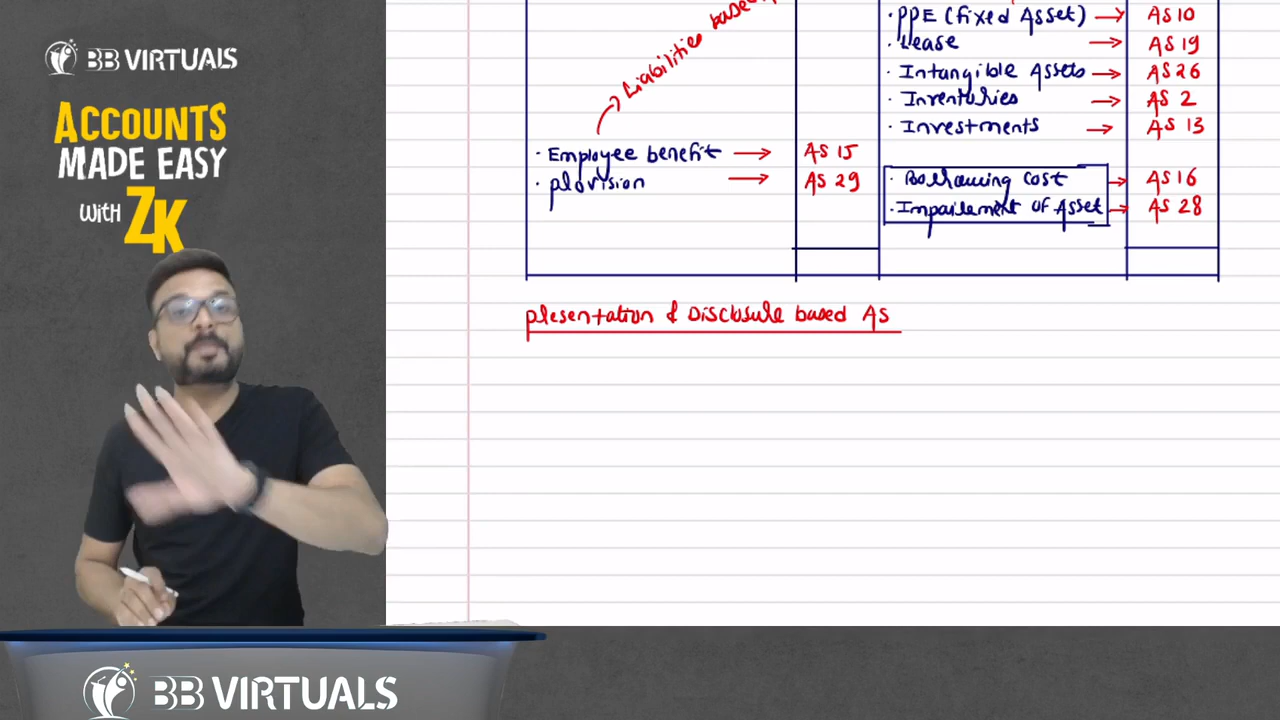 BB VIRTUALS
ACCOUNTS
MADE EASY
WITH ZK
Liabilities based
· Employee benefit → AS 15
· provision → AS 29
· PPE (fixed Asset) → AS 10
· Lease → AS 19
· Intangible Assets → AS 26
· Inventories → AS 2
· Investments → AS 13
· Borrowing cost → AS 16
· Impairement of Asset → AS 28
presentation & Disclosure based AS
BB VIRTUALS